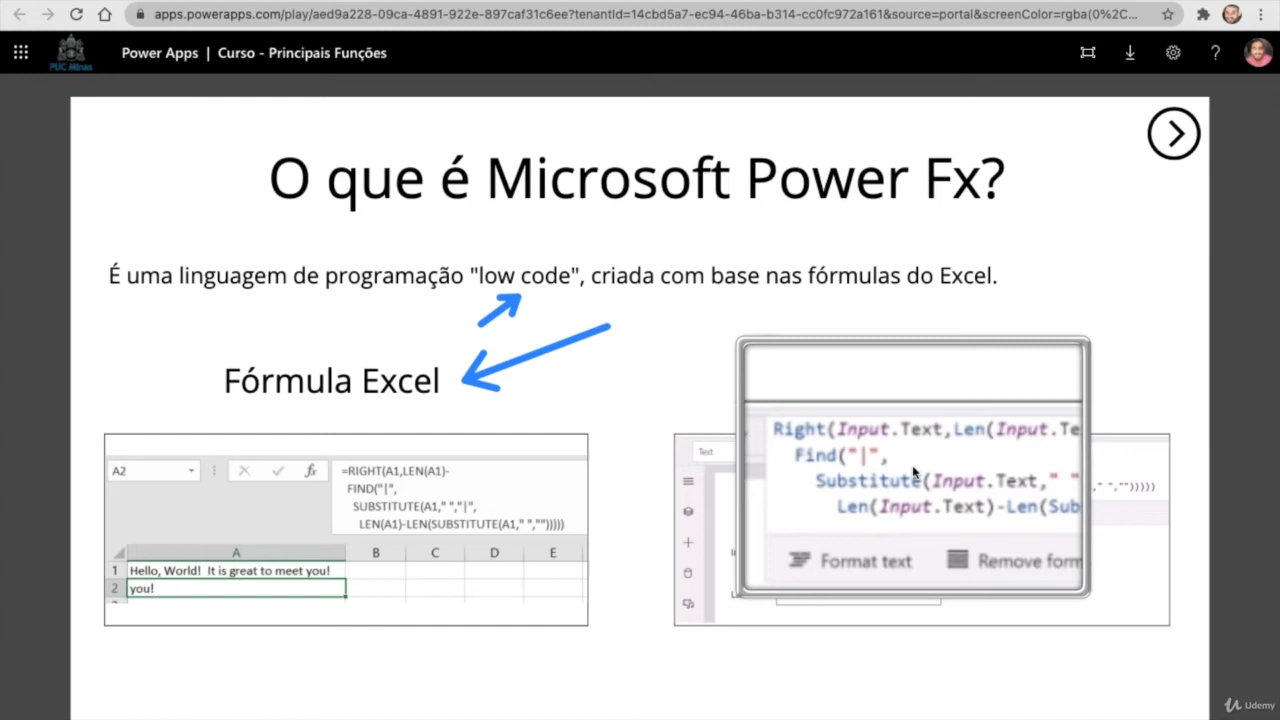 apps.powerapps.com/play/aed9a228-09ca-4891-922e-897caf31c6ee?tenantId=14cbd5a7-ec94-46ba-b314-cc0fc972a161&source=portal&screenColor=rgba(0%2C...
PUC Minas
Power Apps | Curso - Principais Funções
O que é Microsoft Power Fx?
É uma linguagem de programação "low code", criada com base nas fórmulas do Excel.
Fórmula Excel
A2
fx
=RIGHT(A1,LEN(A1)-
FIND("|",
SUBSTITUTE(A1," ","|",
LEN(A1)-LEN(SUBSTITUTE(A1," ","")))))
A B C D E
1 Hello, World! It is great to meet you!
2 you!
Text
Right(Input.Text,Len(Input.Te
Find("|",
Substitute(Input.Text," "
Len(Input.Text)-Len(Sub
," ,"")))))
Format text
Remove form
Udemy